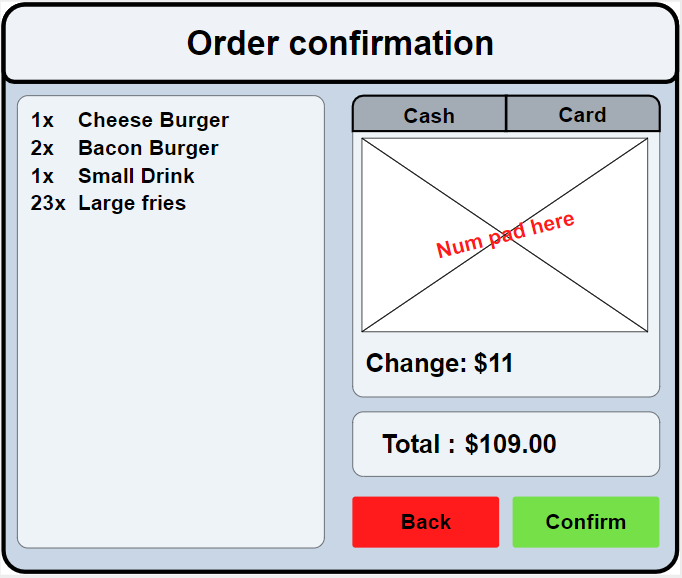 Order confirmation
1x Cheese Burger
2x Bacon Burger
1x Small Drink
23x Large fries
Cash
Card
Num pad here
Change: $11
Total : $109.00
Back
Confirm